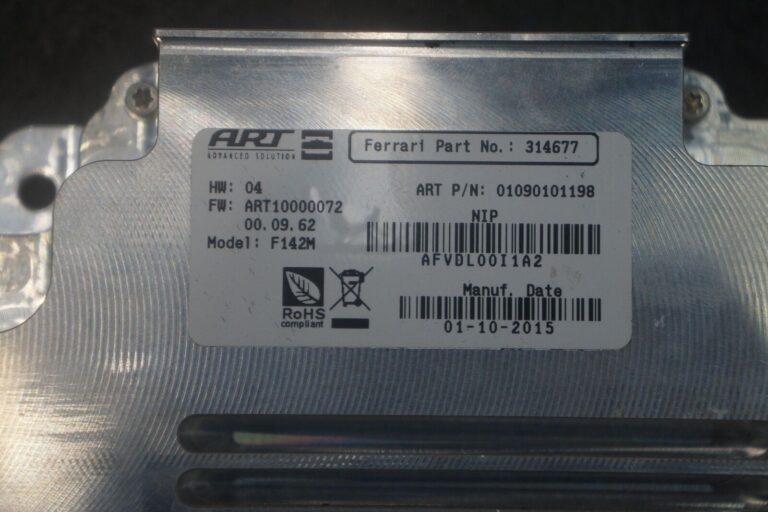 ART
ADVANCED SOLUTION
Ferrari Part No.: 314677
HW: 04
ART P/N: 01090101198
FW: ART10000072
00.09.62
NIP
Model: F142M
AFVDL00I1A2
RoHS
compliant
Manuf. Date
01-10-2015